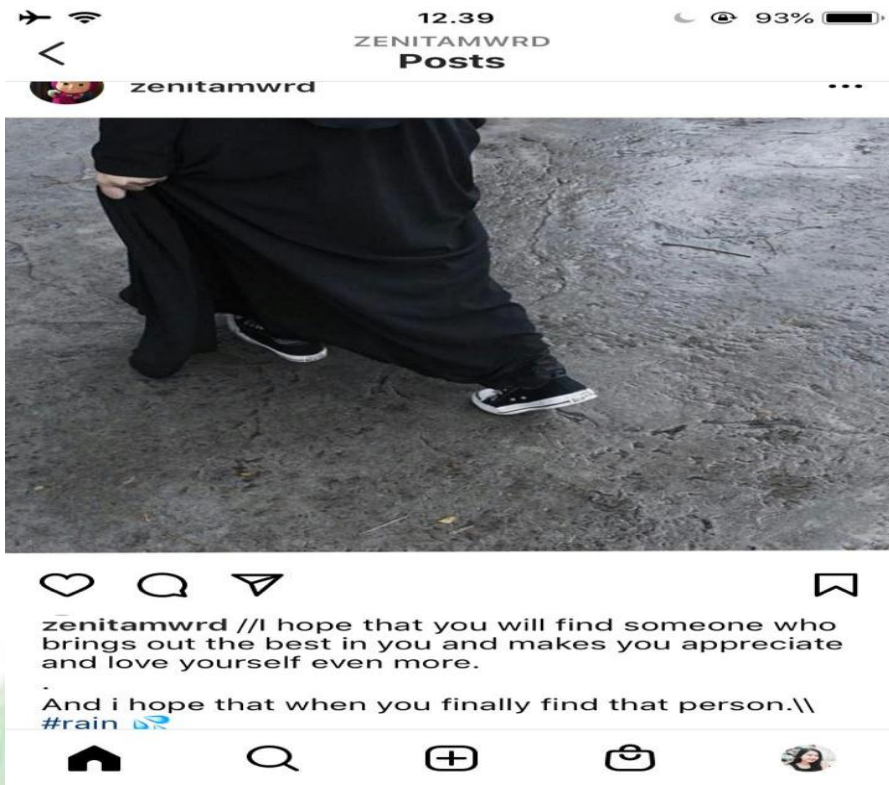 12.39
93%
ZENITAMWRD
Posts
zenitamwrd
zenitamwrd //I hope that you will find someone who
brings out the best in you and makes you appreciate
and love yourself even more.
.
And i hope that when you finally find that person.\\
#rain 💦